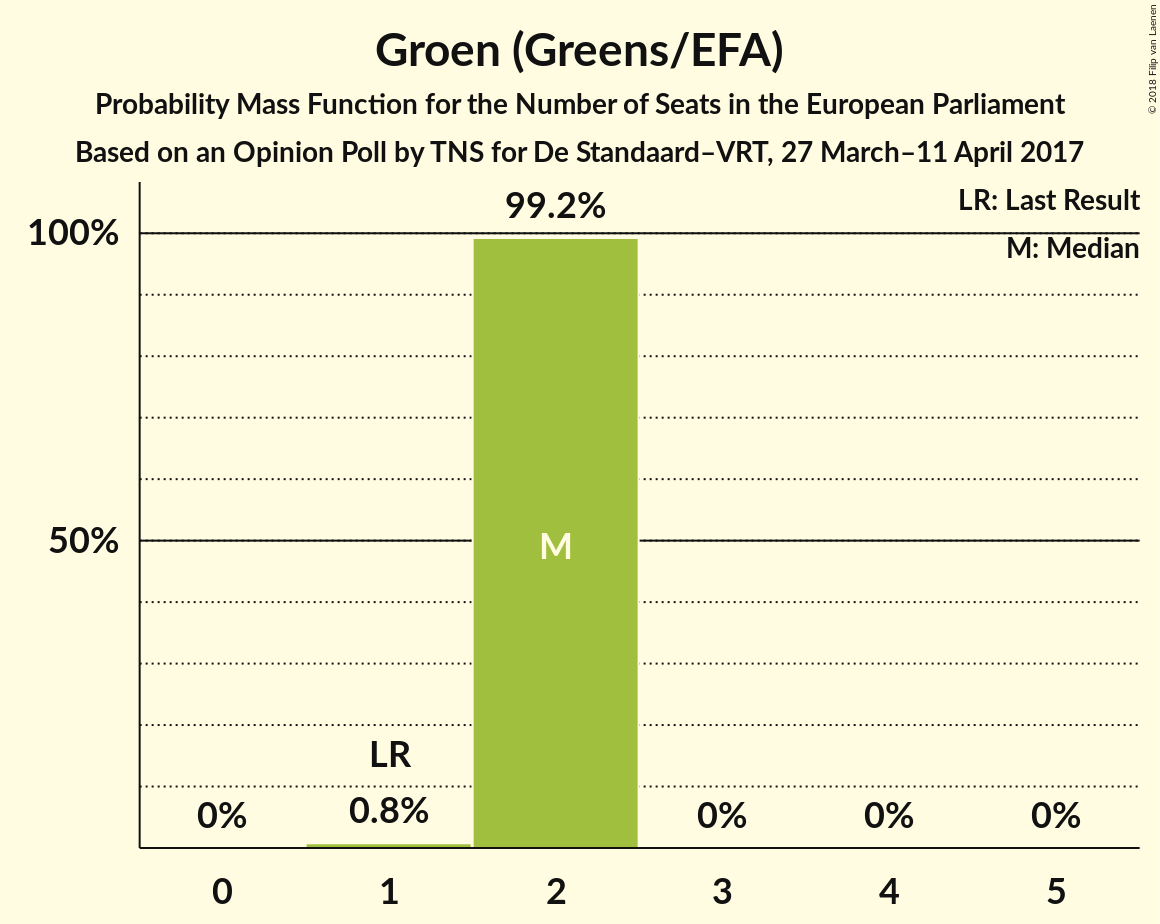 Groen (Greens/EFA)
Probability Mass Function for the Number of Seats in the European Parliament
Based on an Opinion Poll by TNS for De Standaard–VRT, 27 March–11 April 2017
© 2018 Filip van Laenen
LR: Last Result
M: Median
100%
50%
99.2%
M
LR
0%
0.8%
0%
0%
0%
0
1
2
3
4
5